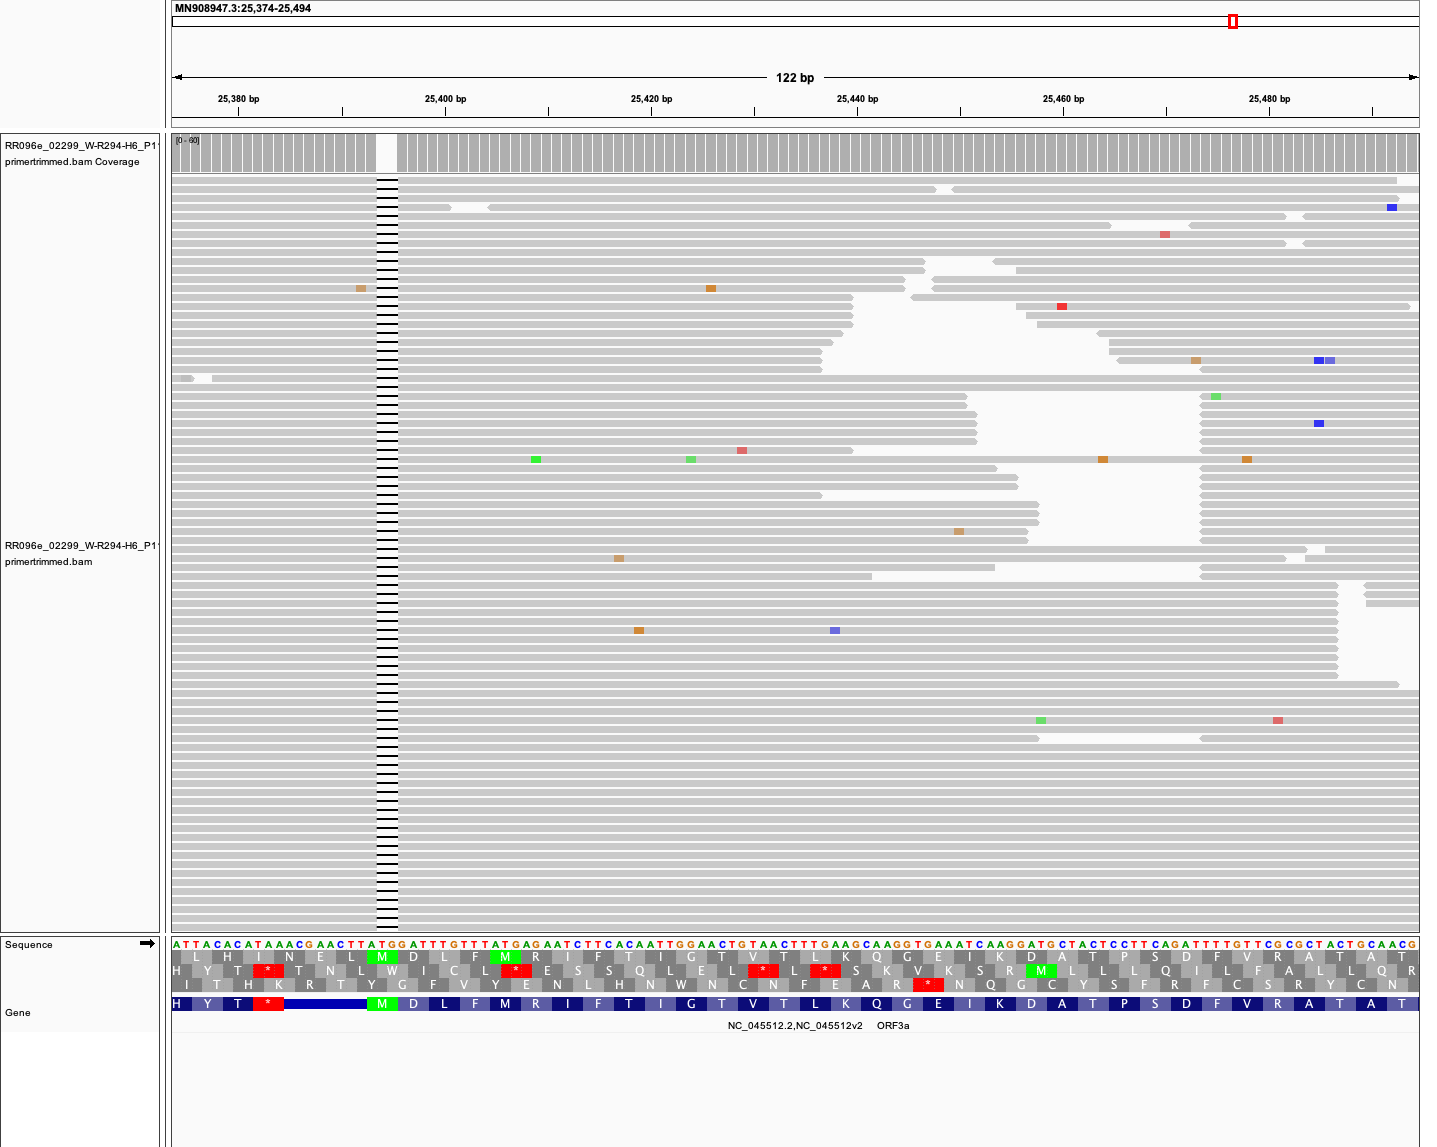 MN908947.3:25,374-25,494
122 bp
25,380 bp 25,400 bp 25,420 bp 25,440 bp 25,460 bp 25,480 bp
RR096e_02299_W-R294-H6_P1
primertrimmed.bam Coverage
[0 - 60]
RR096e_02299_W-R294-H6_P1
primertrimmed.bam
Sequence
ATTACACATAAACGAACTTATGGATTTGTTTATGAGAATCTTCACAATTGGAACTGTAACTTTGAAGCAAGGTGAAATCAAGGATGCTACTCCTTCAGATTTTGTTCGCGCTACTGCAACG
L H I N E L M D L F M R I F T I G T V T L K Q G E I K D A T P S D F V R A T A T
H Y T * T N L W I C L * E S S Q L E L * L * S K V K S R M L L L Q I L F A L L Q R
I T H K R T Y G F V Y E N L H N W N C N F E A R * N Q G C Y S F R F C S R Y C N
Gene
H Y T * M D L F M R I F T I G T V T L K Q G E I K D A T P S D F V R A T A T
NC_045512.2,NC_045512v2 ORF3a